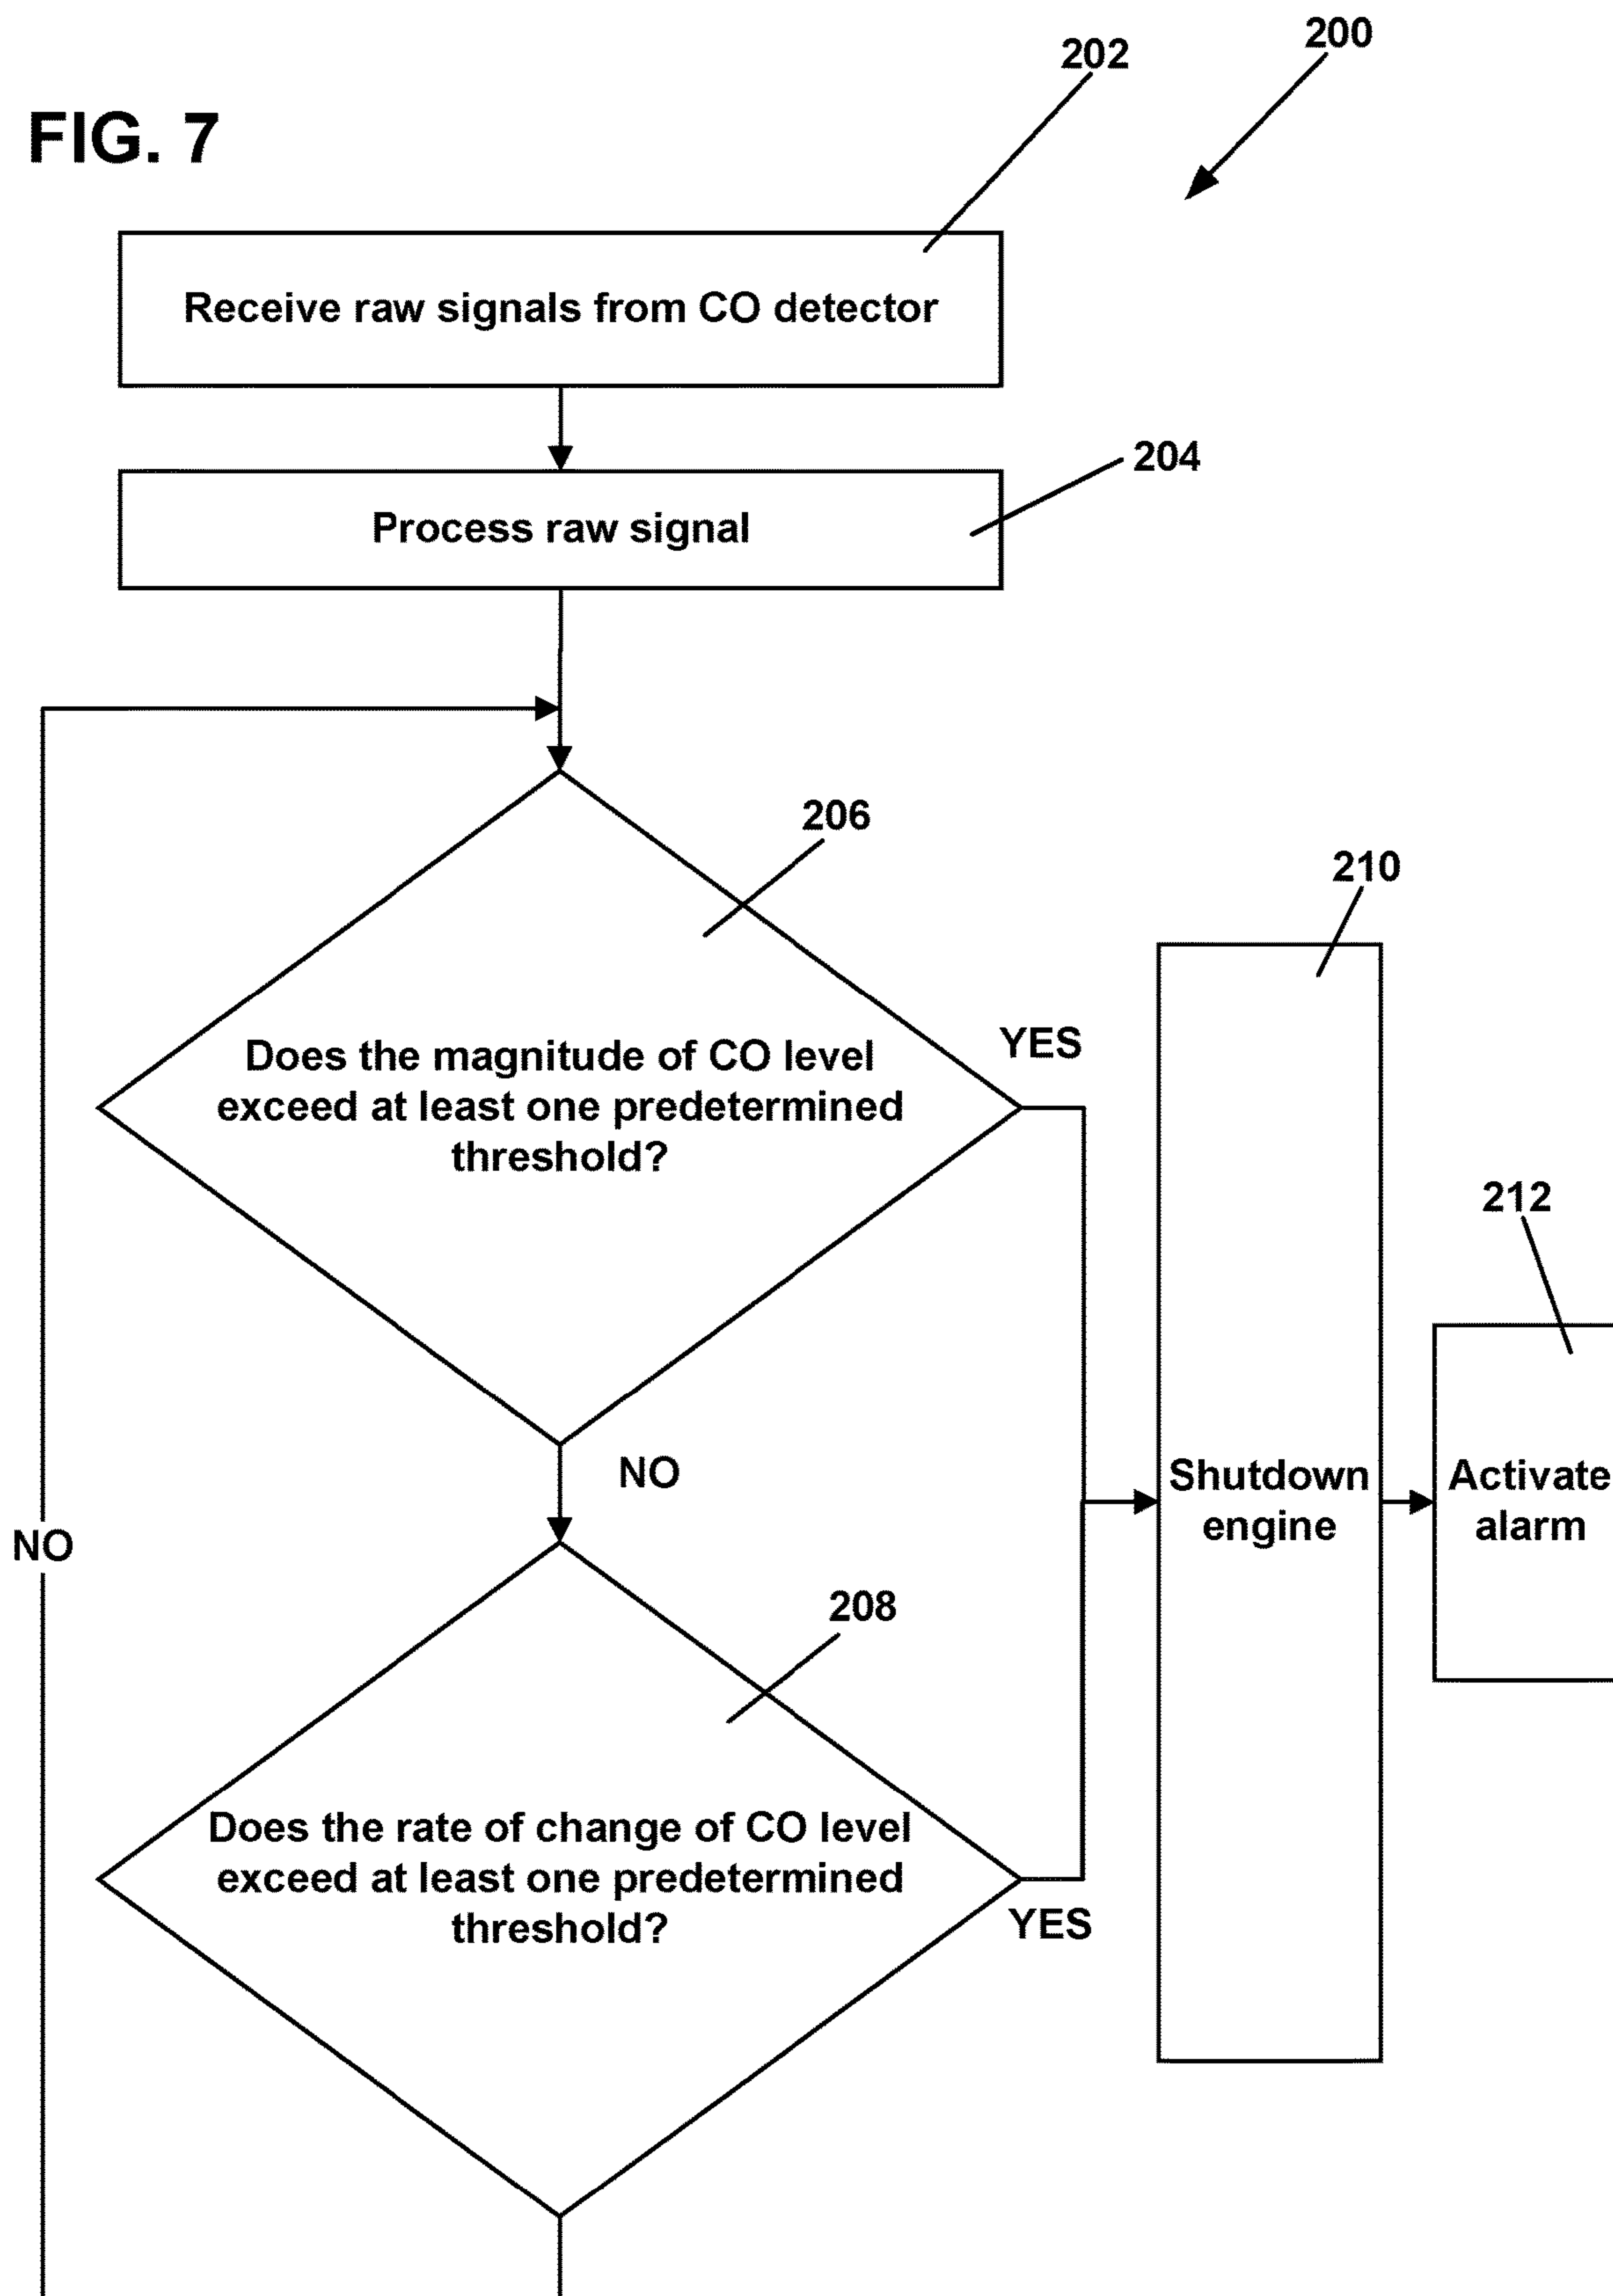 200
202
FIG. 7
Receive raw signals from CO detector
204
Process raw signal
206
210
Does the magnitude of CO level
exceed at least one predetermined
threshold?
YES
212
NO
Shutdown
engine
Activate
alarm
NO
208
Does the rate of change of CO level
exceed at least one predetermined
threshold?
YES